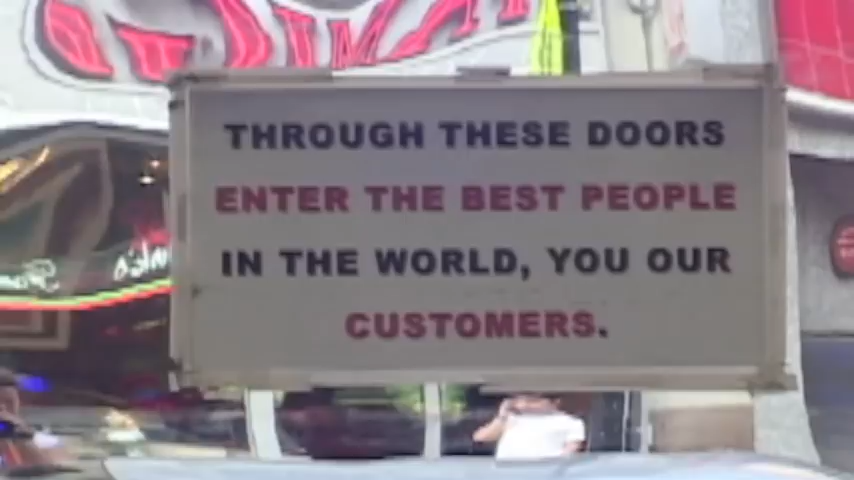 THROUGH THESE DOORS
ENTER THE BEST PEOPLE
IN THE WORLD, YOU OUR
CUSTOMERS.